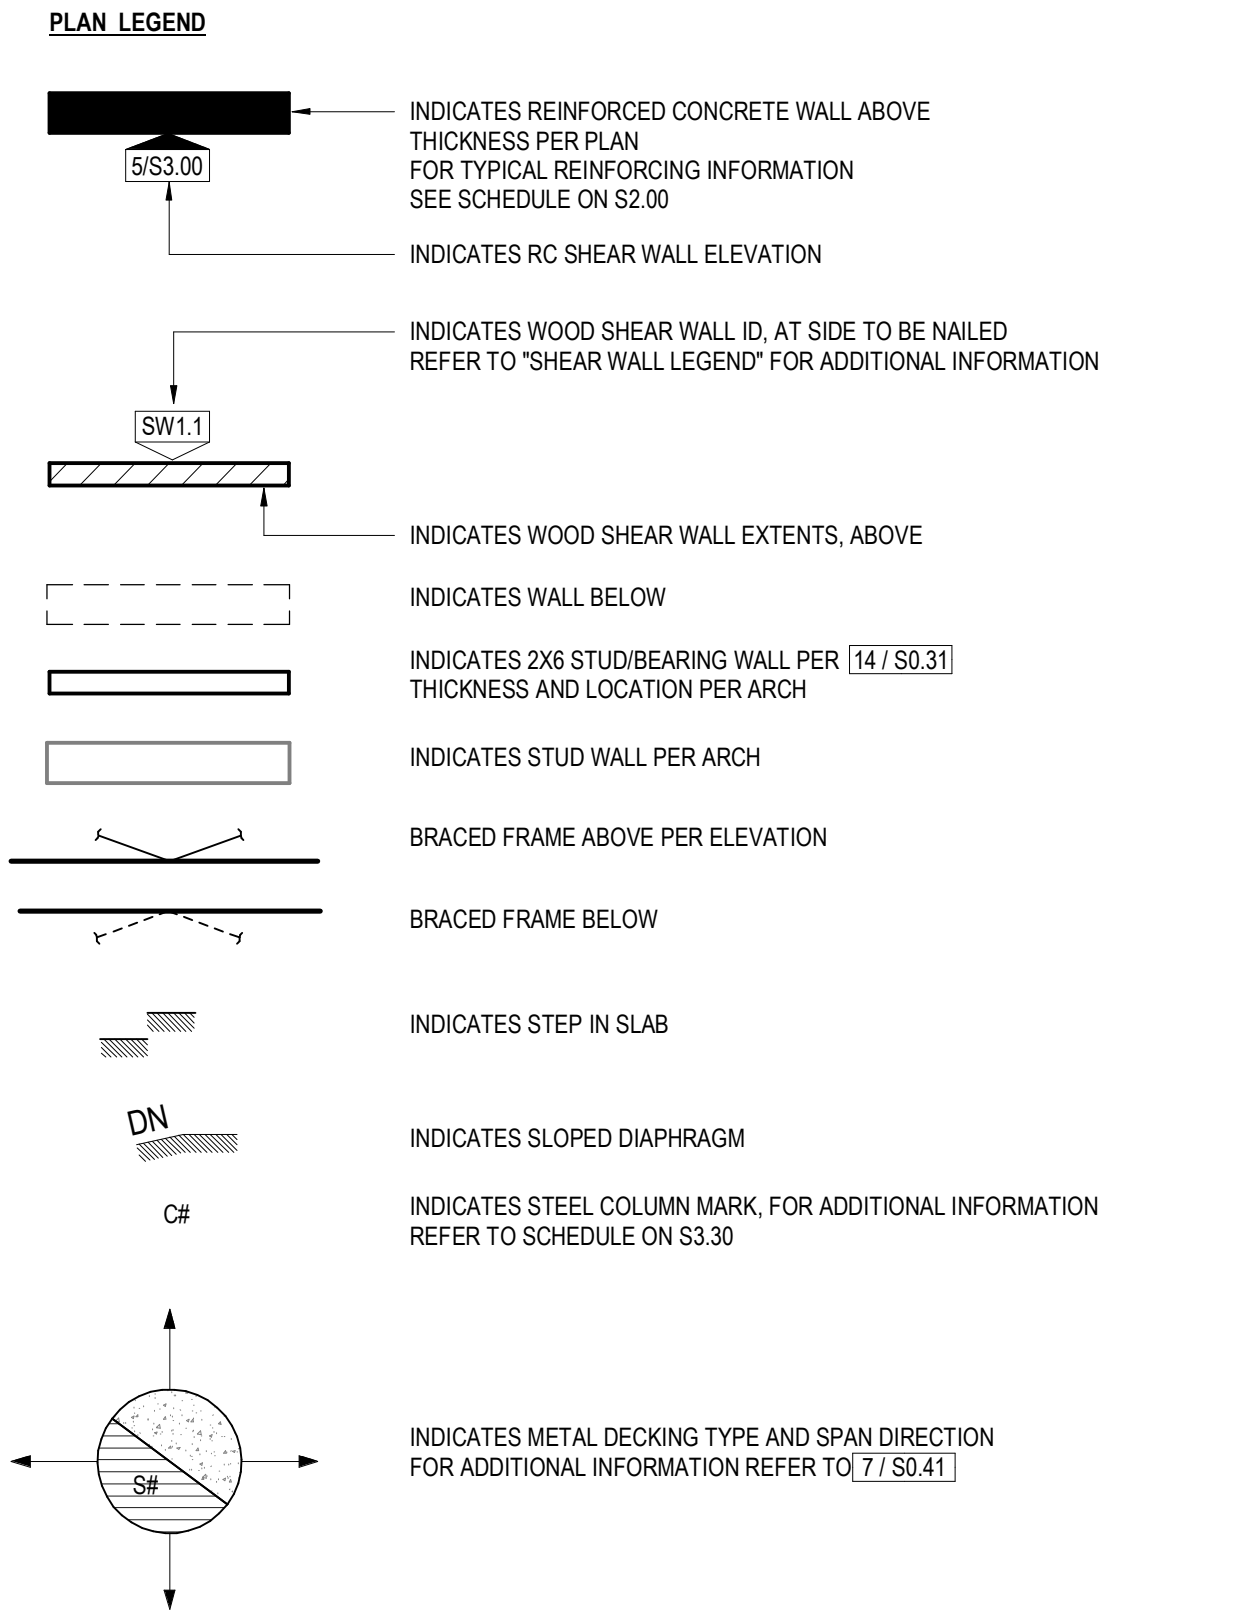 PLAN LEGEND
INDICATES REINFORCED CONCRETE WALL ABOVE
THICKNESS PER PLAN
5/S3.00
FOR TYPICAL REINFORCING INFORMATION
SEE SCHEDULE ON S2.00
INDICATES RC SHEAR WALL ELEVATION
INDICATES WOOD SHEAR WALL ID, AT SIDE TO BE NAILED
REFER TO "SHEAR WALL LEGEND" FOR ADDITIONAL INFORMATION
SW1.1
INDICATES WOOD SHEAR WALL EXTENTS, ABOVE
INDICATES WALL BELOW
INDICATES 2X6 STUD/BEARING WALL PER 14 / S0.31
THICKNESS AND LOCATION PER ARCH
INDICATES STUD WALL PER ARCH
BRACED FRAME ABOVE PER ELEVATION
BRACED FRAME BELOW
INDICATES STEP IN SLAB
DN
INDICATES SLOPED DIAPHRAGM
C#
INDICATES STEEL COLUMN MARK, FOR ADDITIONAL INFORMATION
REFER TO SCHEDULE ON S3.30
INDICATES METAL DECKING TYPE AND SPAN DIRECTION
FOR ADDITIONAL INFORMATION REFER TO 7 / S0.41
S#